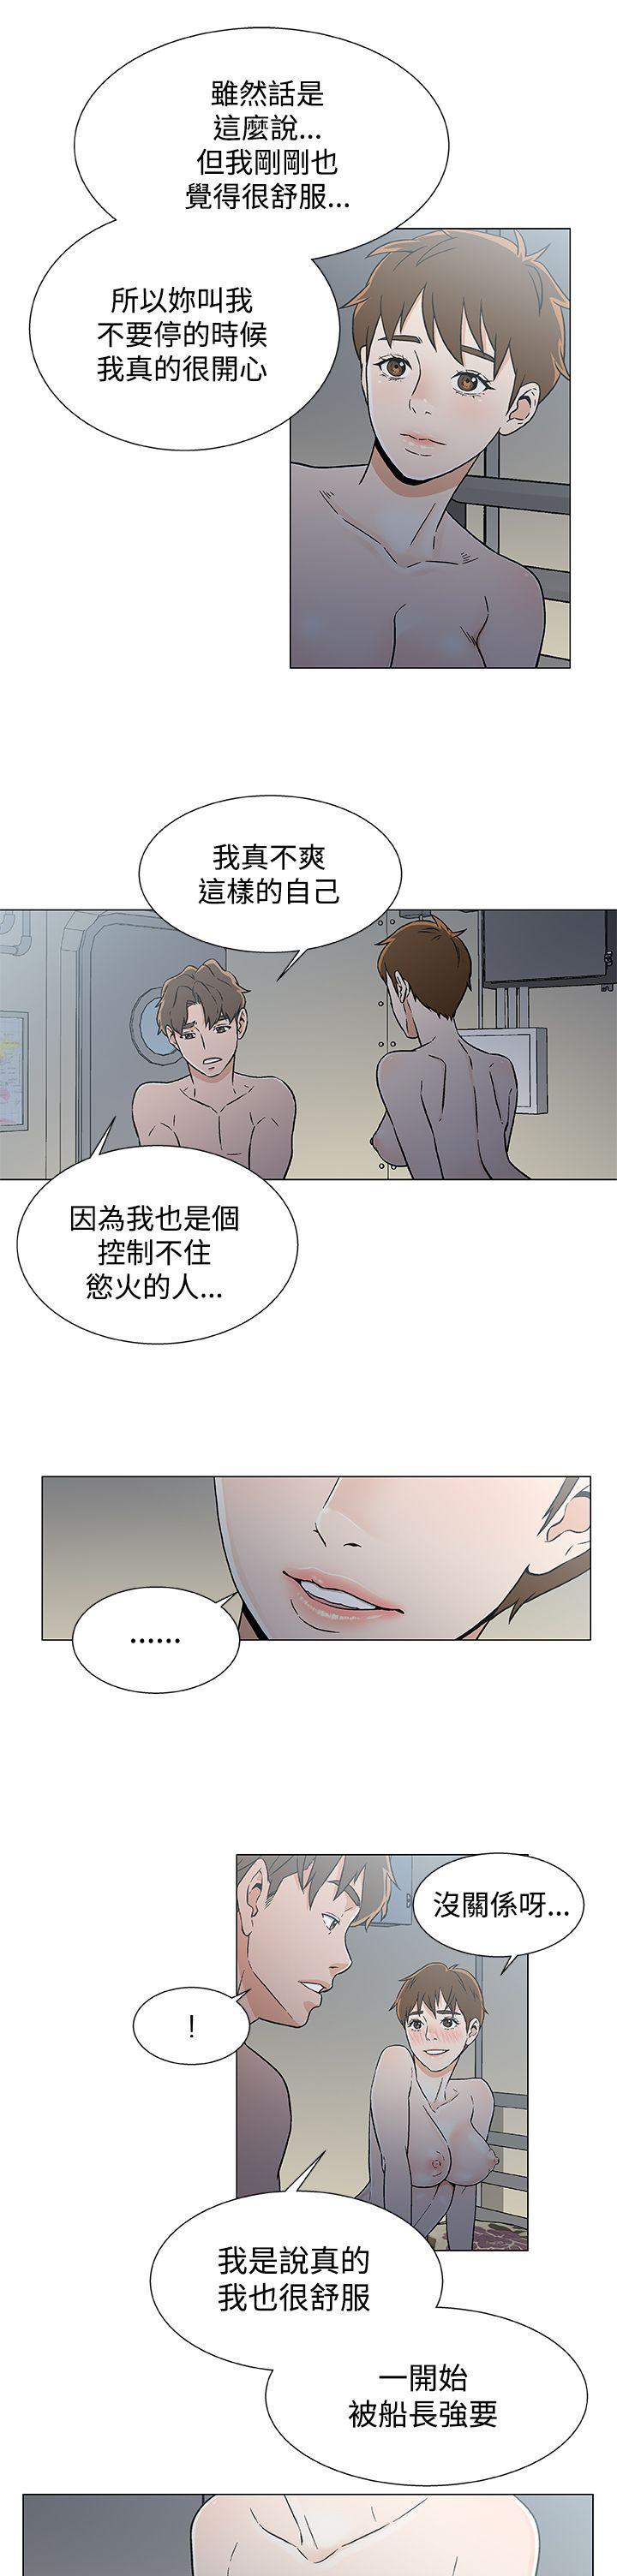 雖然話是
這麼說...
但我剛剛也
覺得很舒服...
所以妳叫我
不要停的時候
我真的很開心
我真不爽
這樣的自己
因為我也是個
控制不住
慾火的人...
......
沒關係呀...
!
我是說真的
我也很舒服
一開始
被船長強要